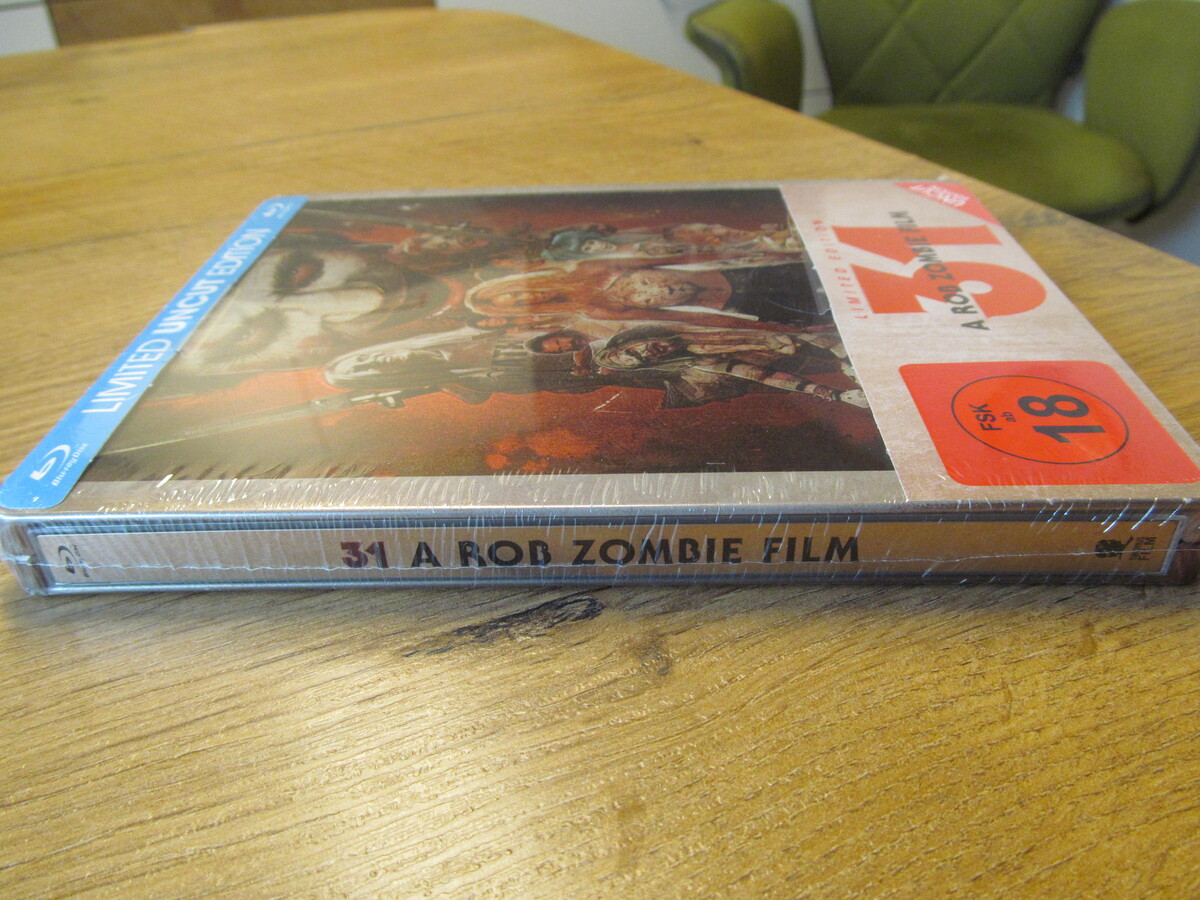 LIMITED UNCUT EDITION
Blu-ray Disc
LIMITED EDITION
31
A ROB ZOMBIE FILM
FSK
ab
18
31 A ROB ZOMBIE FILM
FILM